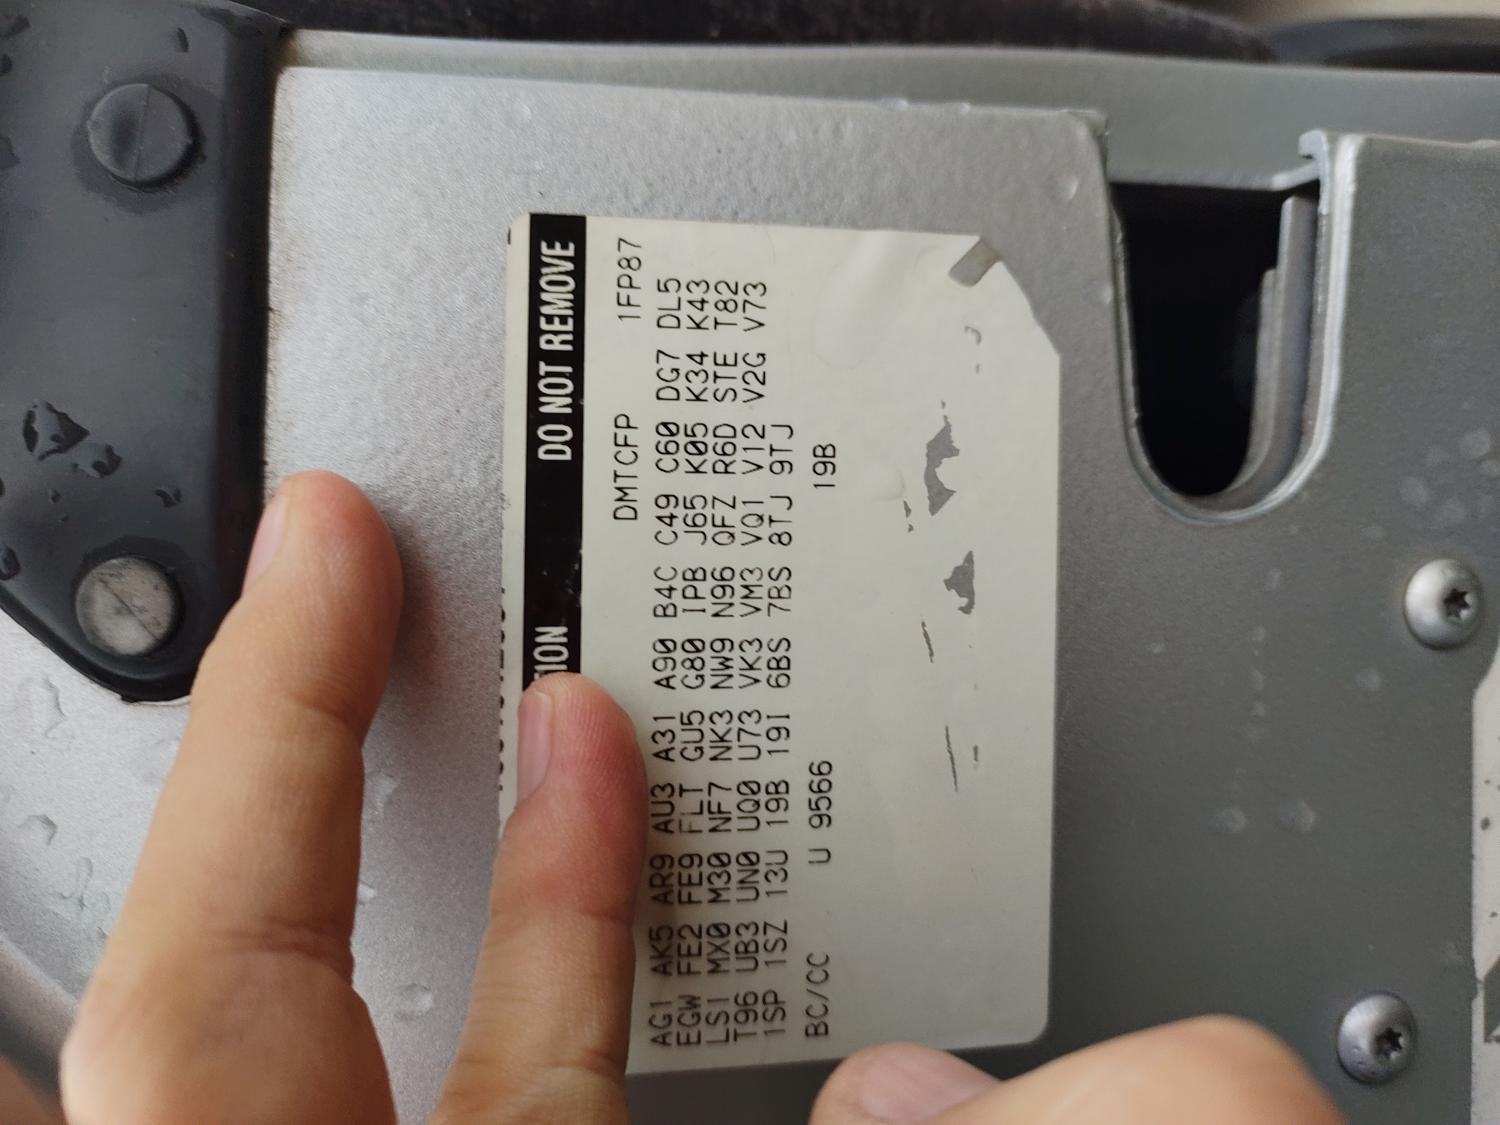 TION DO NOT REMOVE
DMTCFP 1FP87
AG1 AK5 AR9 AU3 A31 A90 B4C C49 C60 DG7 DL5
EGW FE2 FE9 FLT GU5 G80 IPB J65 K05 K34 K43
LS1 MX0 M30 NF7 NK3 NW9 N96 QFZ R6D STE T82
T96 UB3 UN0 UQ0 U73 VK3 VM3 VQ1 V12 V2G V73
1SP 1SZ 13U 19B 19I 6BS 7BS 8TJ 9TJ
BC/CC U 9566 19B